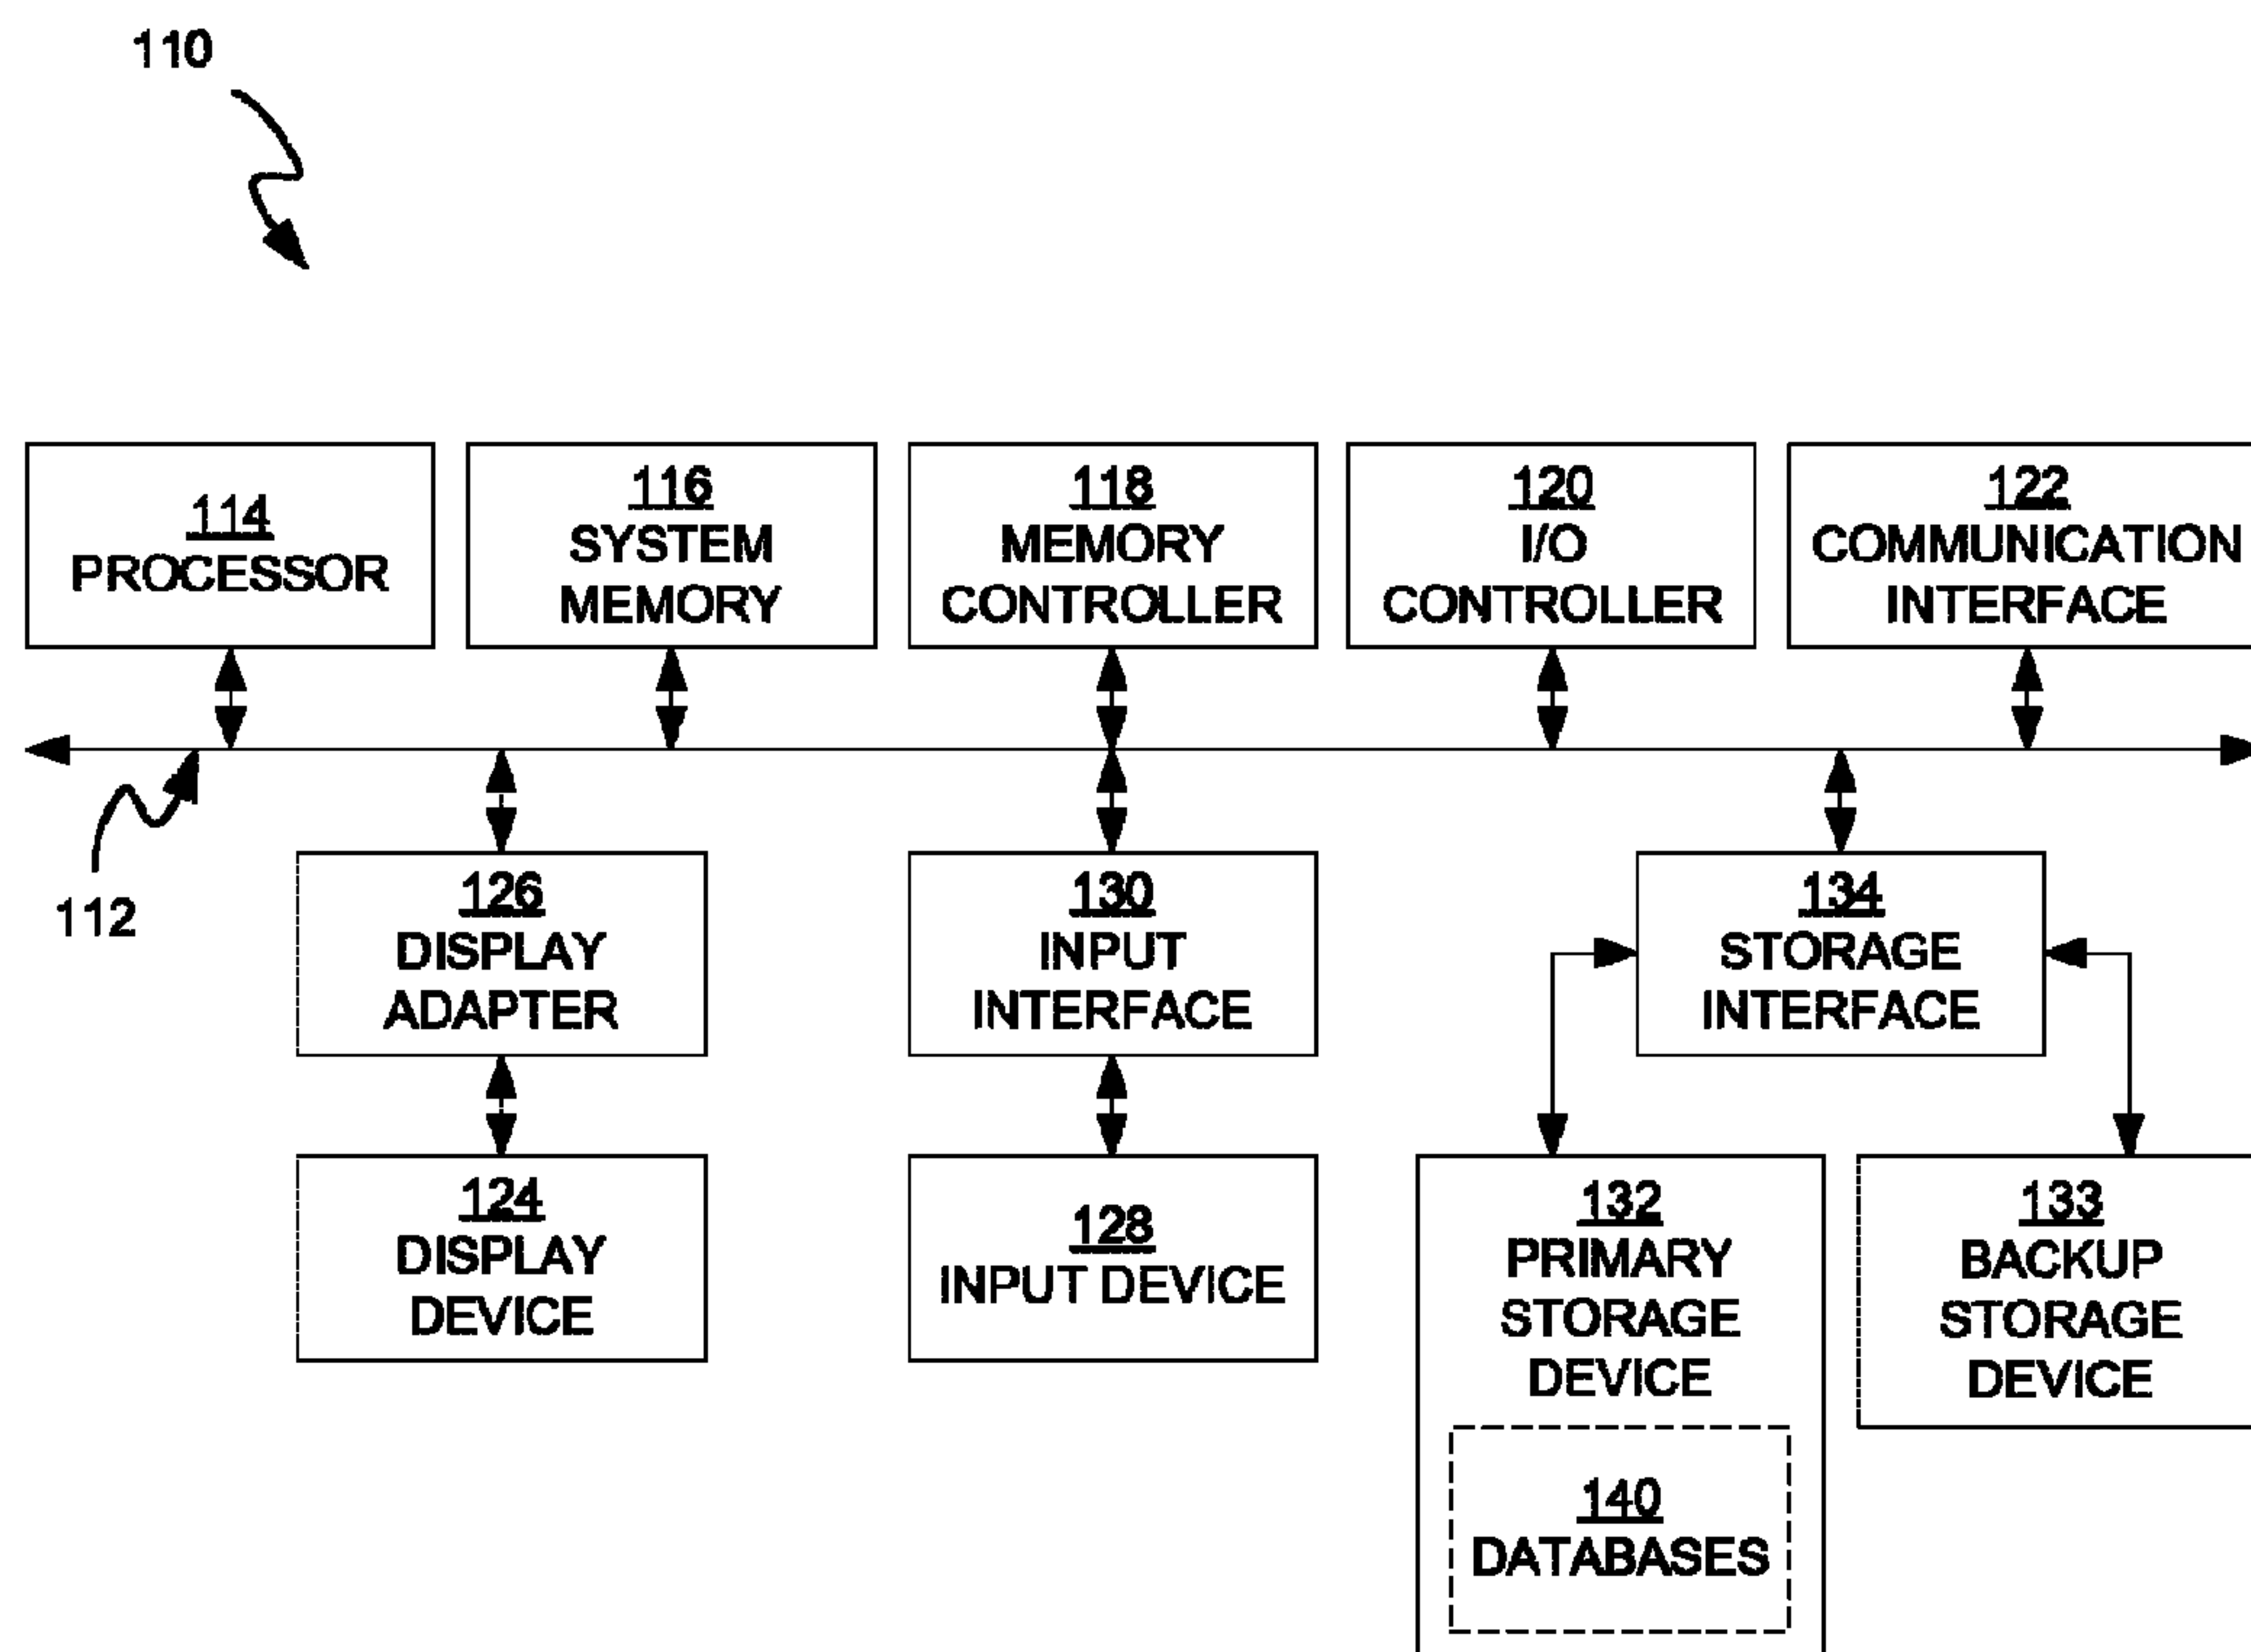 110
114
PROCESSOR
116
SYSTEM
MEMORY
118
MEMORY
CONTROLLER
120
I/O
CONTROLLER
122
COMMUNICATION
INTERFACE
112
126
DISPLAY
ADAPTER
130
INPUT
INTERFACE
134
STORAGE
INTERFACE
124
DISPLAY
DEVICE
128
INPUT DEVICE
132
PRIMARY
STORAGE
DEVICE
133
BACKUP
STORAGE
DEVICE
140
DATABASES